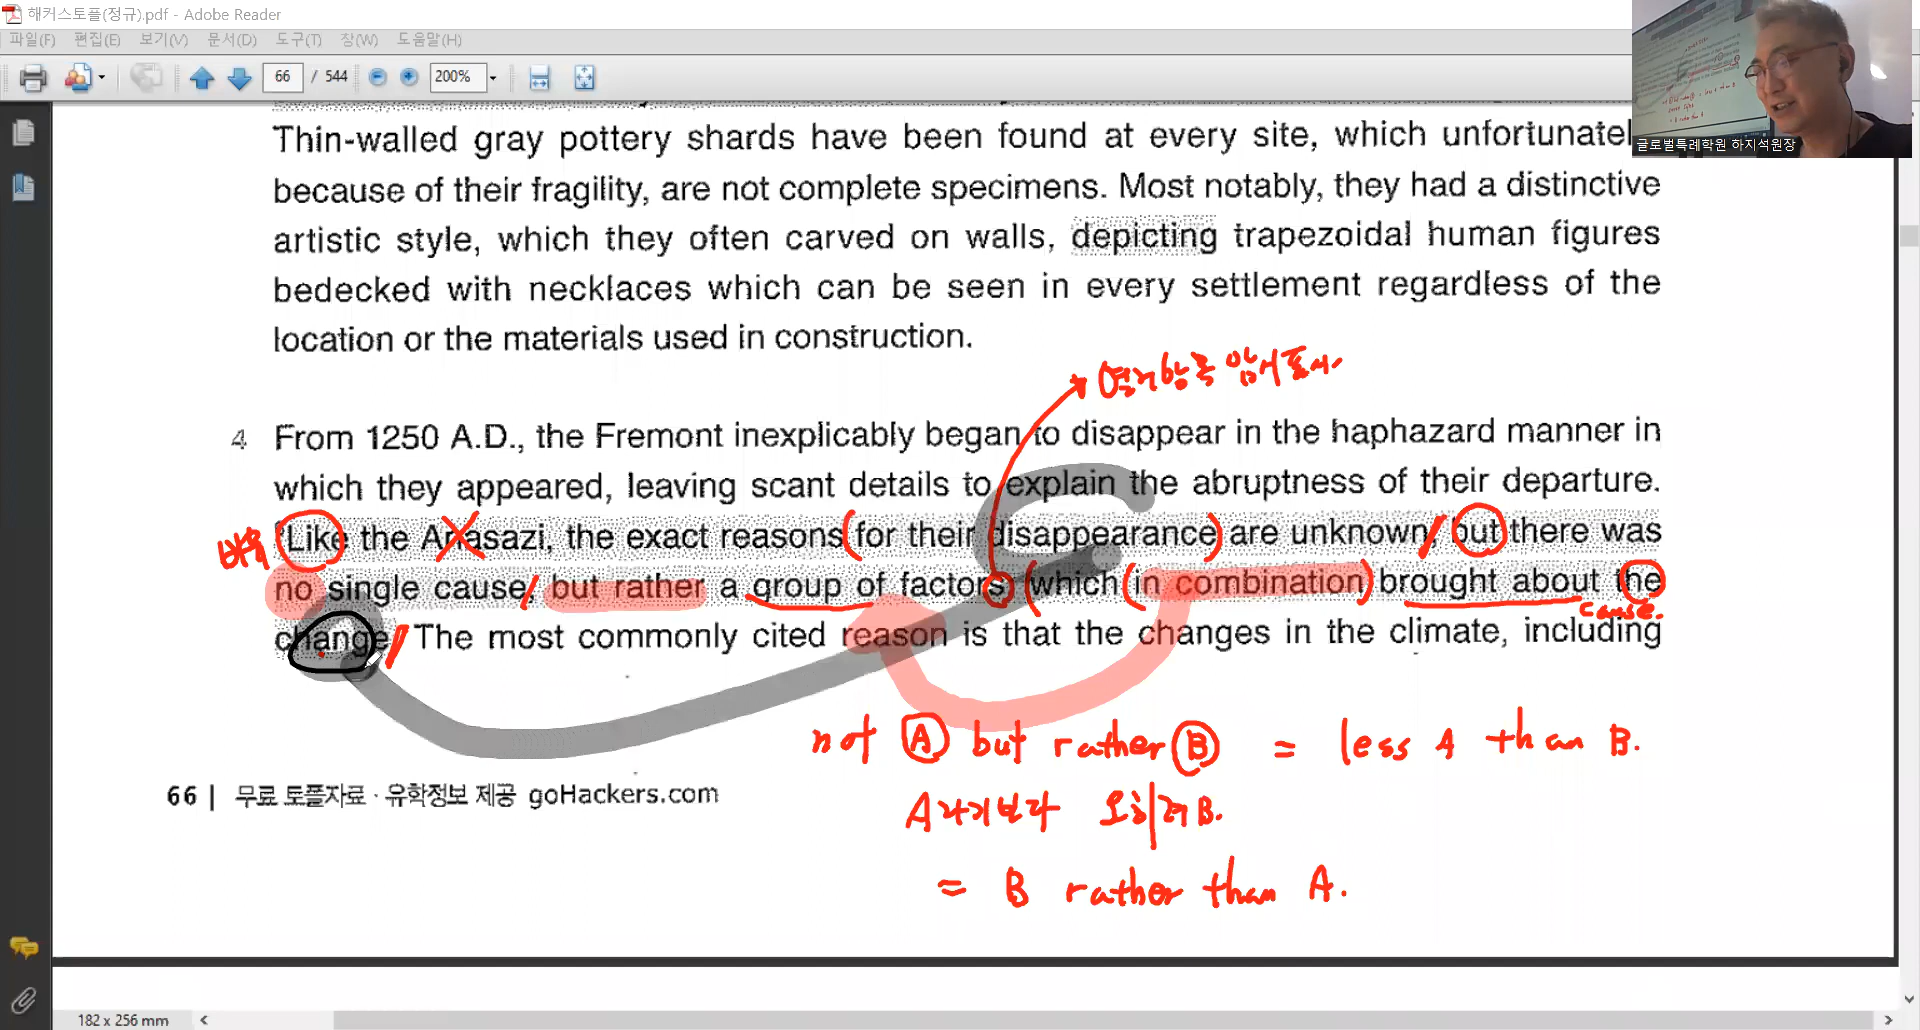 해커스토플(정규).pdf - Adobe Reader
파일(F) 편집(E) 보기(V) 문서(D) 도구(T) 창(W) 도움말(H)
66 / 544 200%
글로벌특례학원 하지석원장
Thin-walled gray pottery shards have been found at every site, which unfortunatel
because of their fragility, are not complete specimens. Most notably, they had a distinctive
artistic style, which they often carved on walls, depicting trapezoidal human figures
bedecked with necklaces which can be seen in every settlement regardless of the
location or the materials used in construction.
열거항목 암시표시
4 From 1250 A.D., the Fremont inexplicably began to disappear in the haphazard manner in
which they appeared, leaving scant details to explain the abruptness of their departure.
비유 Like the Anasazi, the exact reasons (for their disappearance) are unknown, but there was
no single cause, but rather a group of factors (which (in combination) brought about the
cause.
change. The most commonly cited reason is that the changes in the climate, including
not A but rather B = less A than B.
A라기보다 오히려 B.
= B rather than A.
66 | 무료 토플자료 · 유학정보 제공 goHackers.com
182 x 256 mm